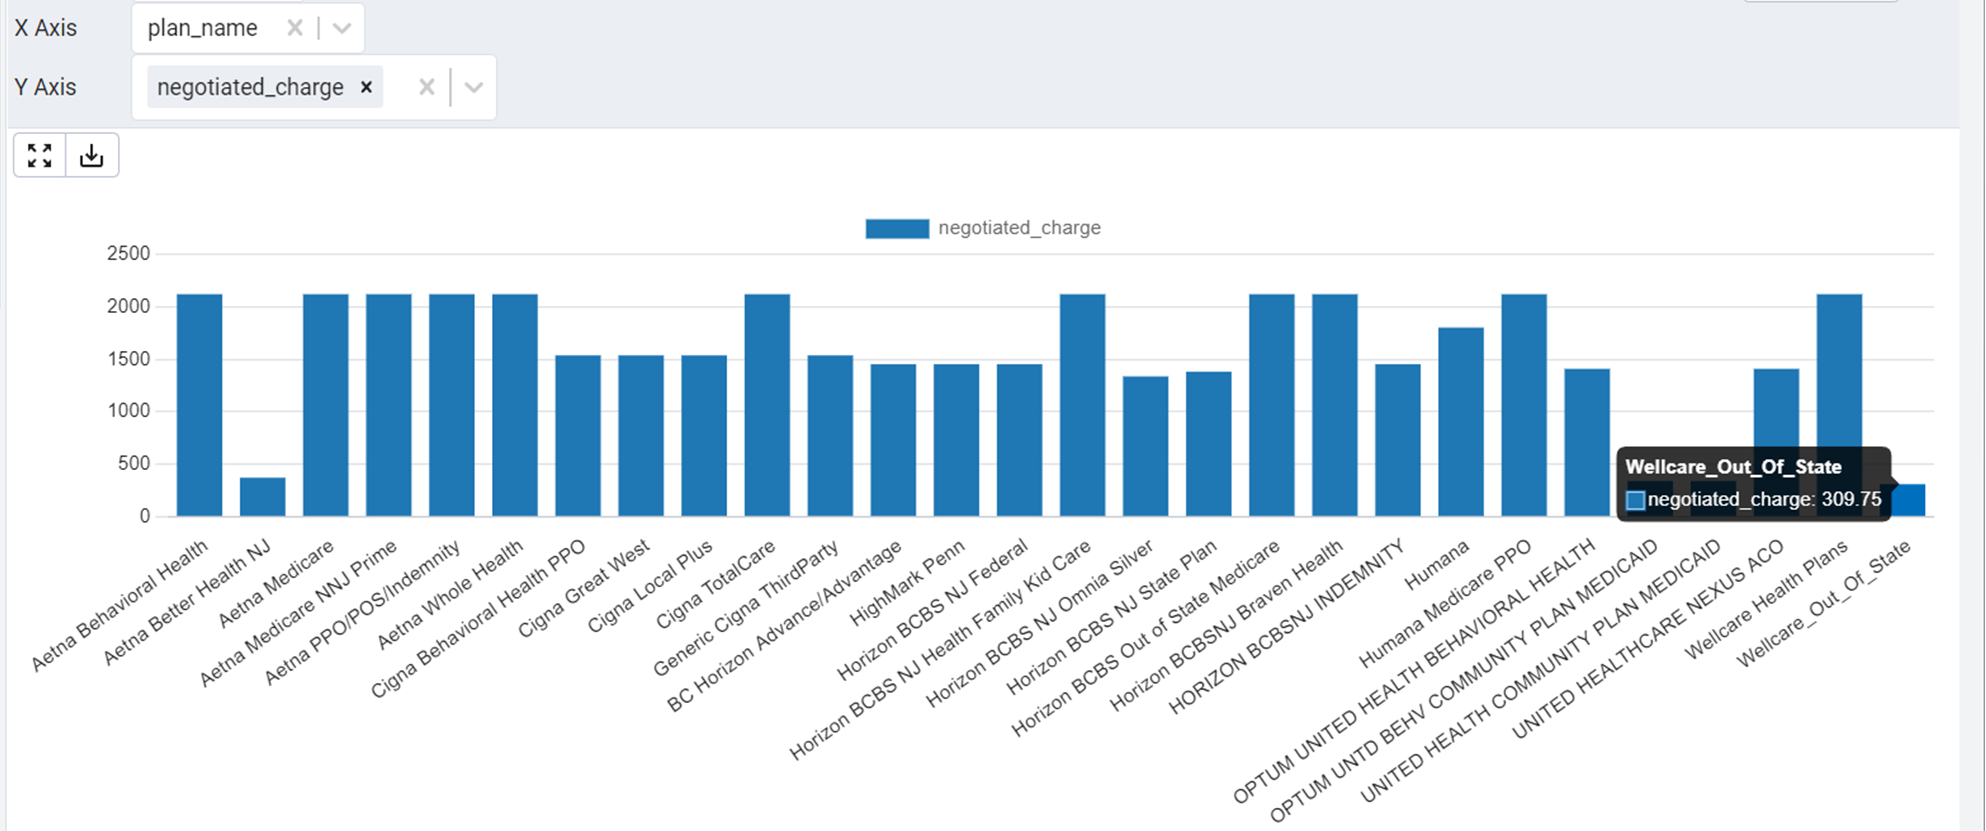 X Axis
plan_name
Y Axis
negotiated_charge
negotiated_charge
2500
2000
1500
1000
500
0
Wellcare_Out_Of_State
negotiated_charge: 309.75
Aetna Behavioral Health
Aetna Better Health NJ
Aetna Medicare
Aetna Medicare NNJ Prime
Aetna PPO/POS/Indemnity
Aetna Whole Health
Cigna Behavioral Health PPO
Cigna Great West
Cigna Local Plus
Cigna TotalCare
Generic Cigna ThirdParty
BC Horizon Advance/Advantage
HighMark Penn
Horizon BCBS NJ Federal
Horizon BCBS NJ Health Family Kid Care
Horizon BCBS NJ Omnia Silver
Horizon BCBS NJ State Plan
Horizon BCBS Out of State Medicare
Horizon BCBSNJ Braven Health
HORIZON BCBSNJ INDEMNITY
Humana
Humana Medicare PPO
OPTUM UNITED HEALTH BEHAVIORAL HEALTH
OPTUM UNTD BEHV COMMUNITY PLAN MEDICAID
UNITED HEALTH COMMUNITY PLAN MEDICAID
UNITED HEALTHCARE NEXUS ACO
Wellcare Health Plans
Wellcare_Out_Of_State